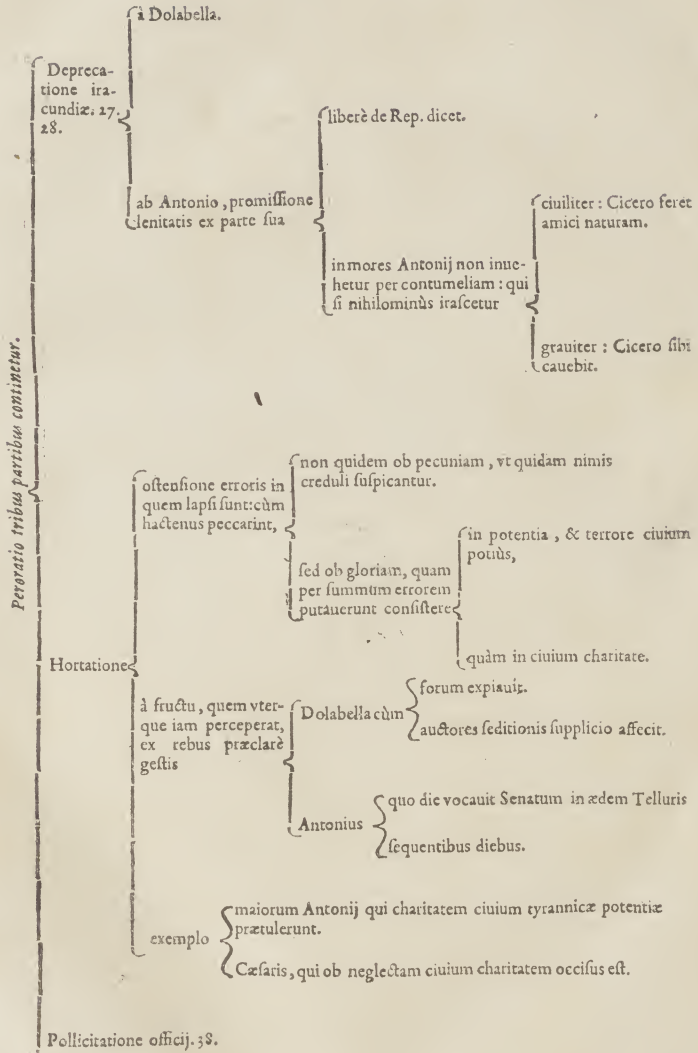 Peroratio tribus partibus continetur.
Depreca-
tione ira-
cundiæ. 27.
28.
à Dolabella.
ab Antonio, promiſſione
lenitatis ex parte ſua
liberè de Rep. dicet.
in mores Antonij non inue-
hetur per contumeliam : qui
ſi nihilominùs iraſcetur
ciuiliter : Cicero feret
amici naturam.
grauiter : Cicero ſibi
cauebit.
Hortatione
oſtenſione erroris in
quem lapſi ſunt: cùm
hactenus peccarint,
non quidem ob pecuniam, vt quidam nimis
creduli ſuſpicantur.
ſed ob gloriam, quam
per ſummum errorem
putauerunt conſiſtere
in potentia, & terrore ciuium
potiùs,
quàm in ciuium charitate.
à fructu, quem vter-
que iam perceperat,
ex rebus præclarè
geſtis
Dolabella cùm
forum expiauit.
auctores ſeditionis ſupplicio affecit.
Antonius
quo die vocauit Senatum in ædem Telluris
ſequentibus diebus.
exemplo
maiorum Antonij qui charitatem ciuium tyrannicæ potentiæ
prætulerunt.
Cæſaris, qui ob neglectam ciuium charitatem occiſus eſt.
Pollicitatione officij. 38.